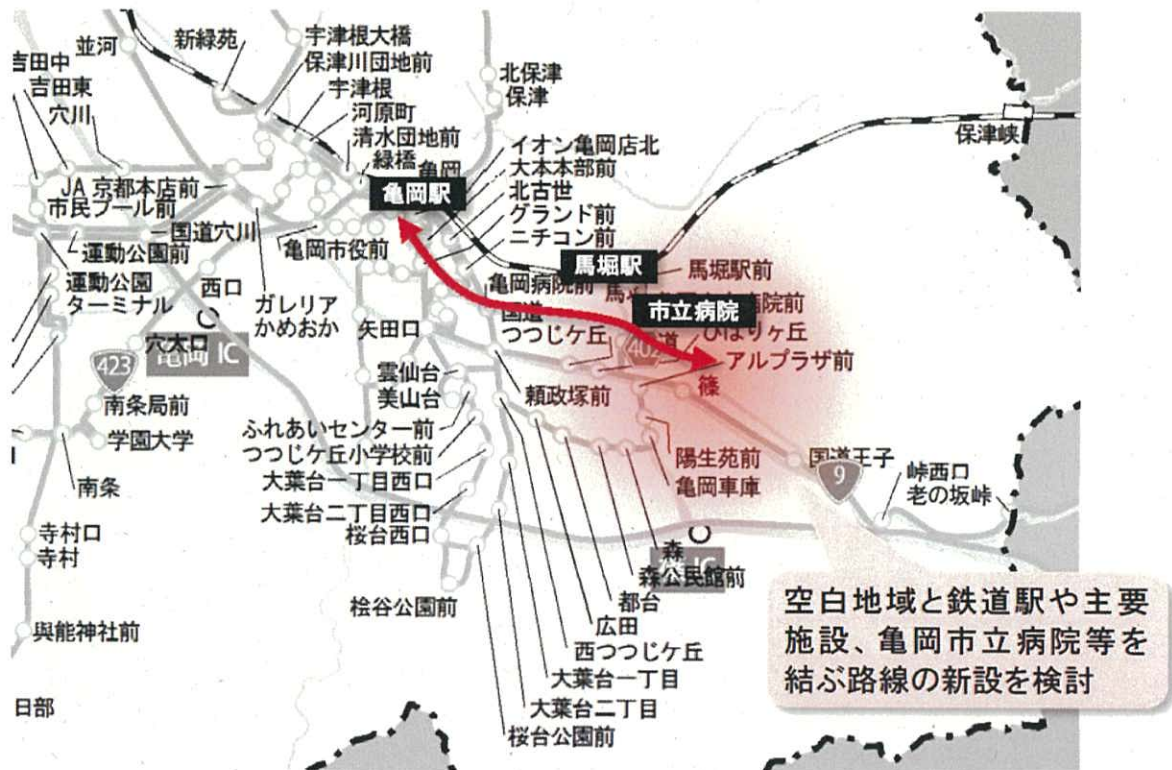 並河
新緑苑
宇津根大橋
保津川団地前
宇津根
河原町
清水団地前
緑橋
亀岡
北保津
保津
保津峡
吉田中
吉田東
穴川
JA 京都本店前
市民プール前
国道穴川
運動公園前
運動公園
ターミナル
西口
亀岡市役前
ガレリア
かめおか
穴太口
亀岡 IC
423
南条局前
学園大学
南条
寺村口
寺村
與能神社前
日部
亀岡駅
イオン亀岡店北
大本本部前
北古世
グランド前
ニチコン前
馬堀駅
馬堀駅前
亀岡病院前
市立病院
病院前
国道
つつじケ丘
402
道
ひばりヶ丘
アルプラザ前
篠
矢田口
雲仙台
美山台
頼政塚前
ふれあいセンター前
つつじケ丘小学校前
大葉台一丁目西口
大葉台二丁目西口
桜台西口
桧谷公園前
陽生苑前
亀岡車庫
国道王子
9
峠西口
老の坂峠
IC
森
森公民館前
都台
広田
西つつじケ丘
大葉台一丁目
大葉台二丁目
桜台公園前
空白地域と鉄道駅や主要
施設、亀岡市立病院等を
結ぶ路線の新設を検討